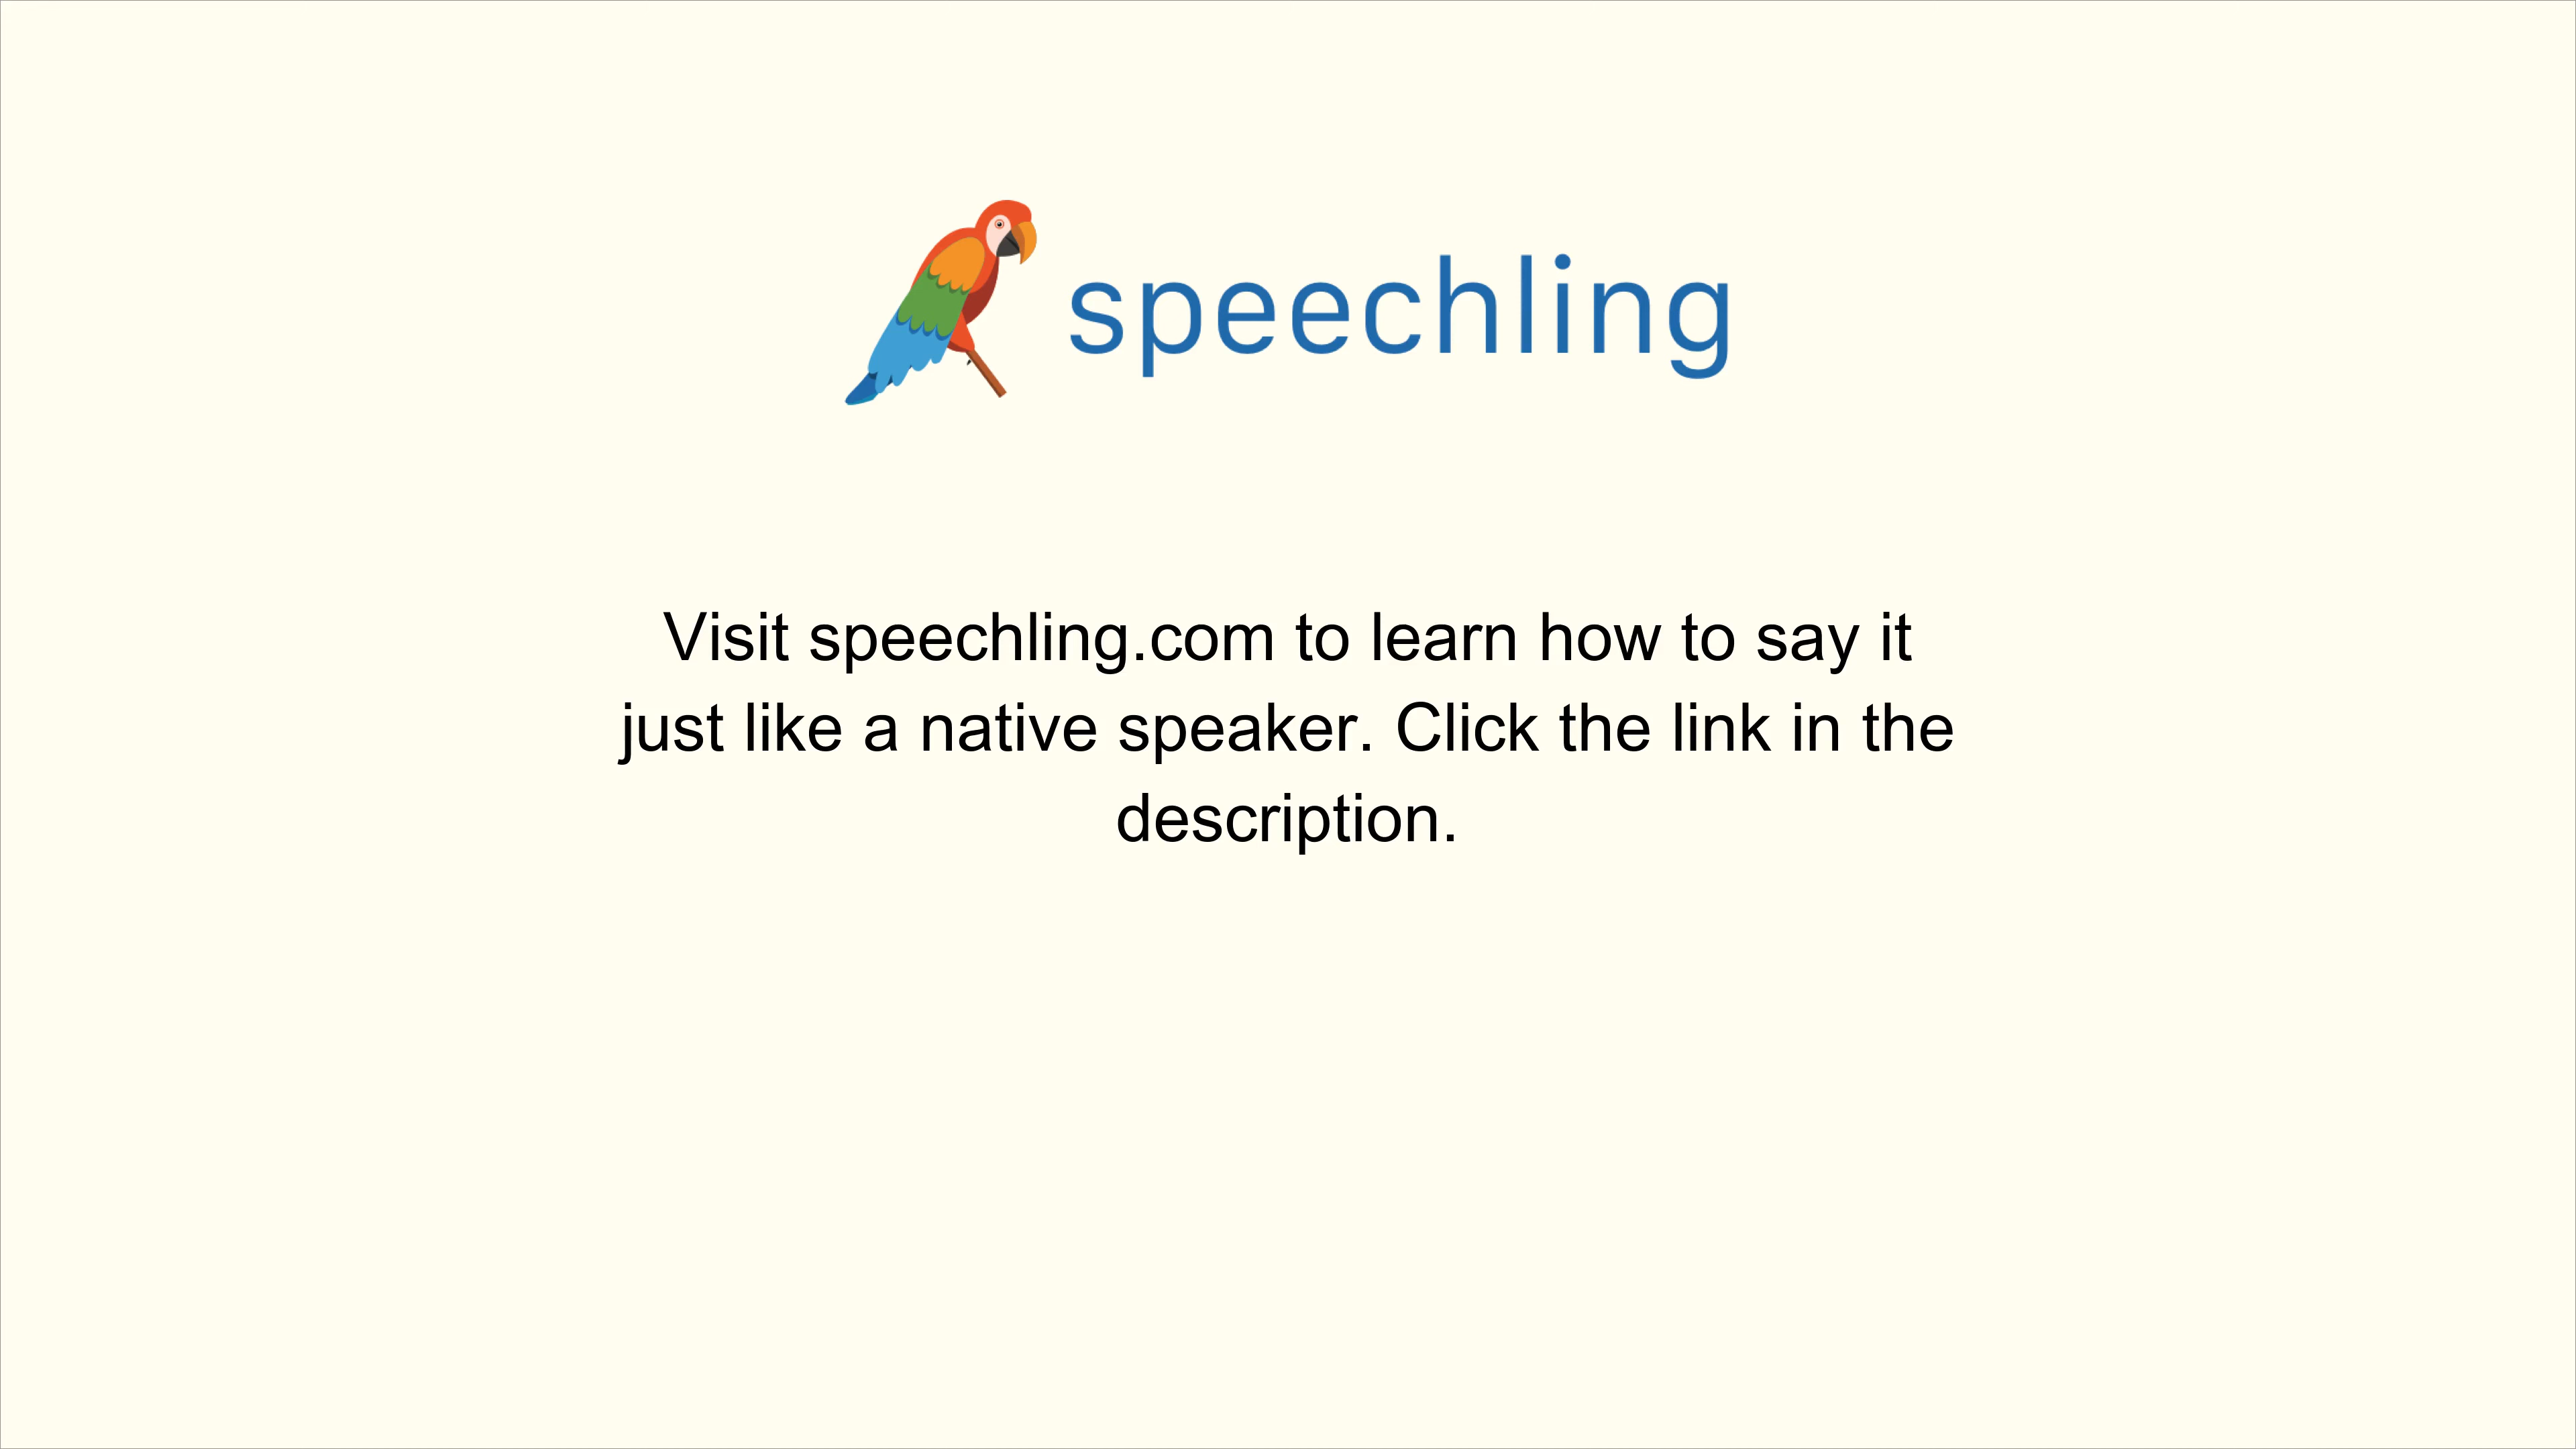 speechling
Visit speechling.com to learn how to say it
just like a native speaker. Click the link in the
description.